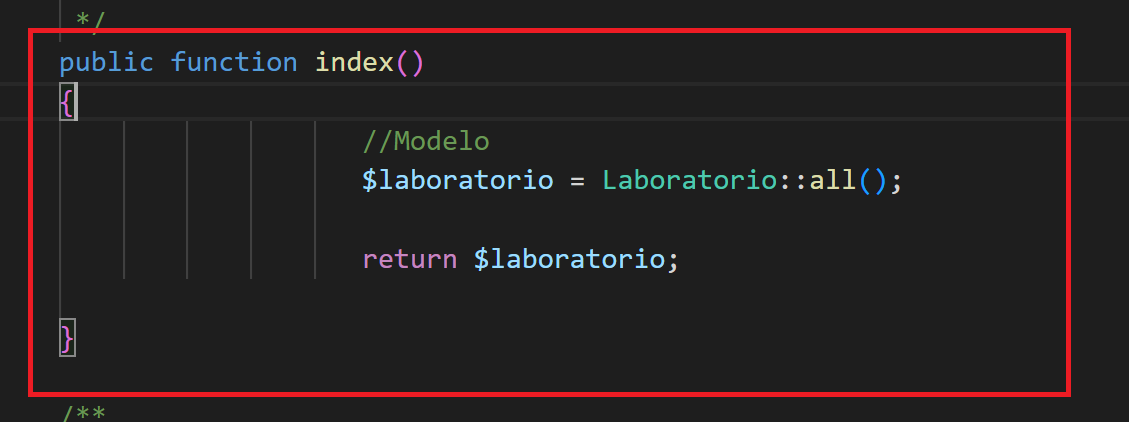 */
public function index()
{
//Modelo
$laboratorio = Laboratorio::all();
return $laboratorio;
}
/**